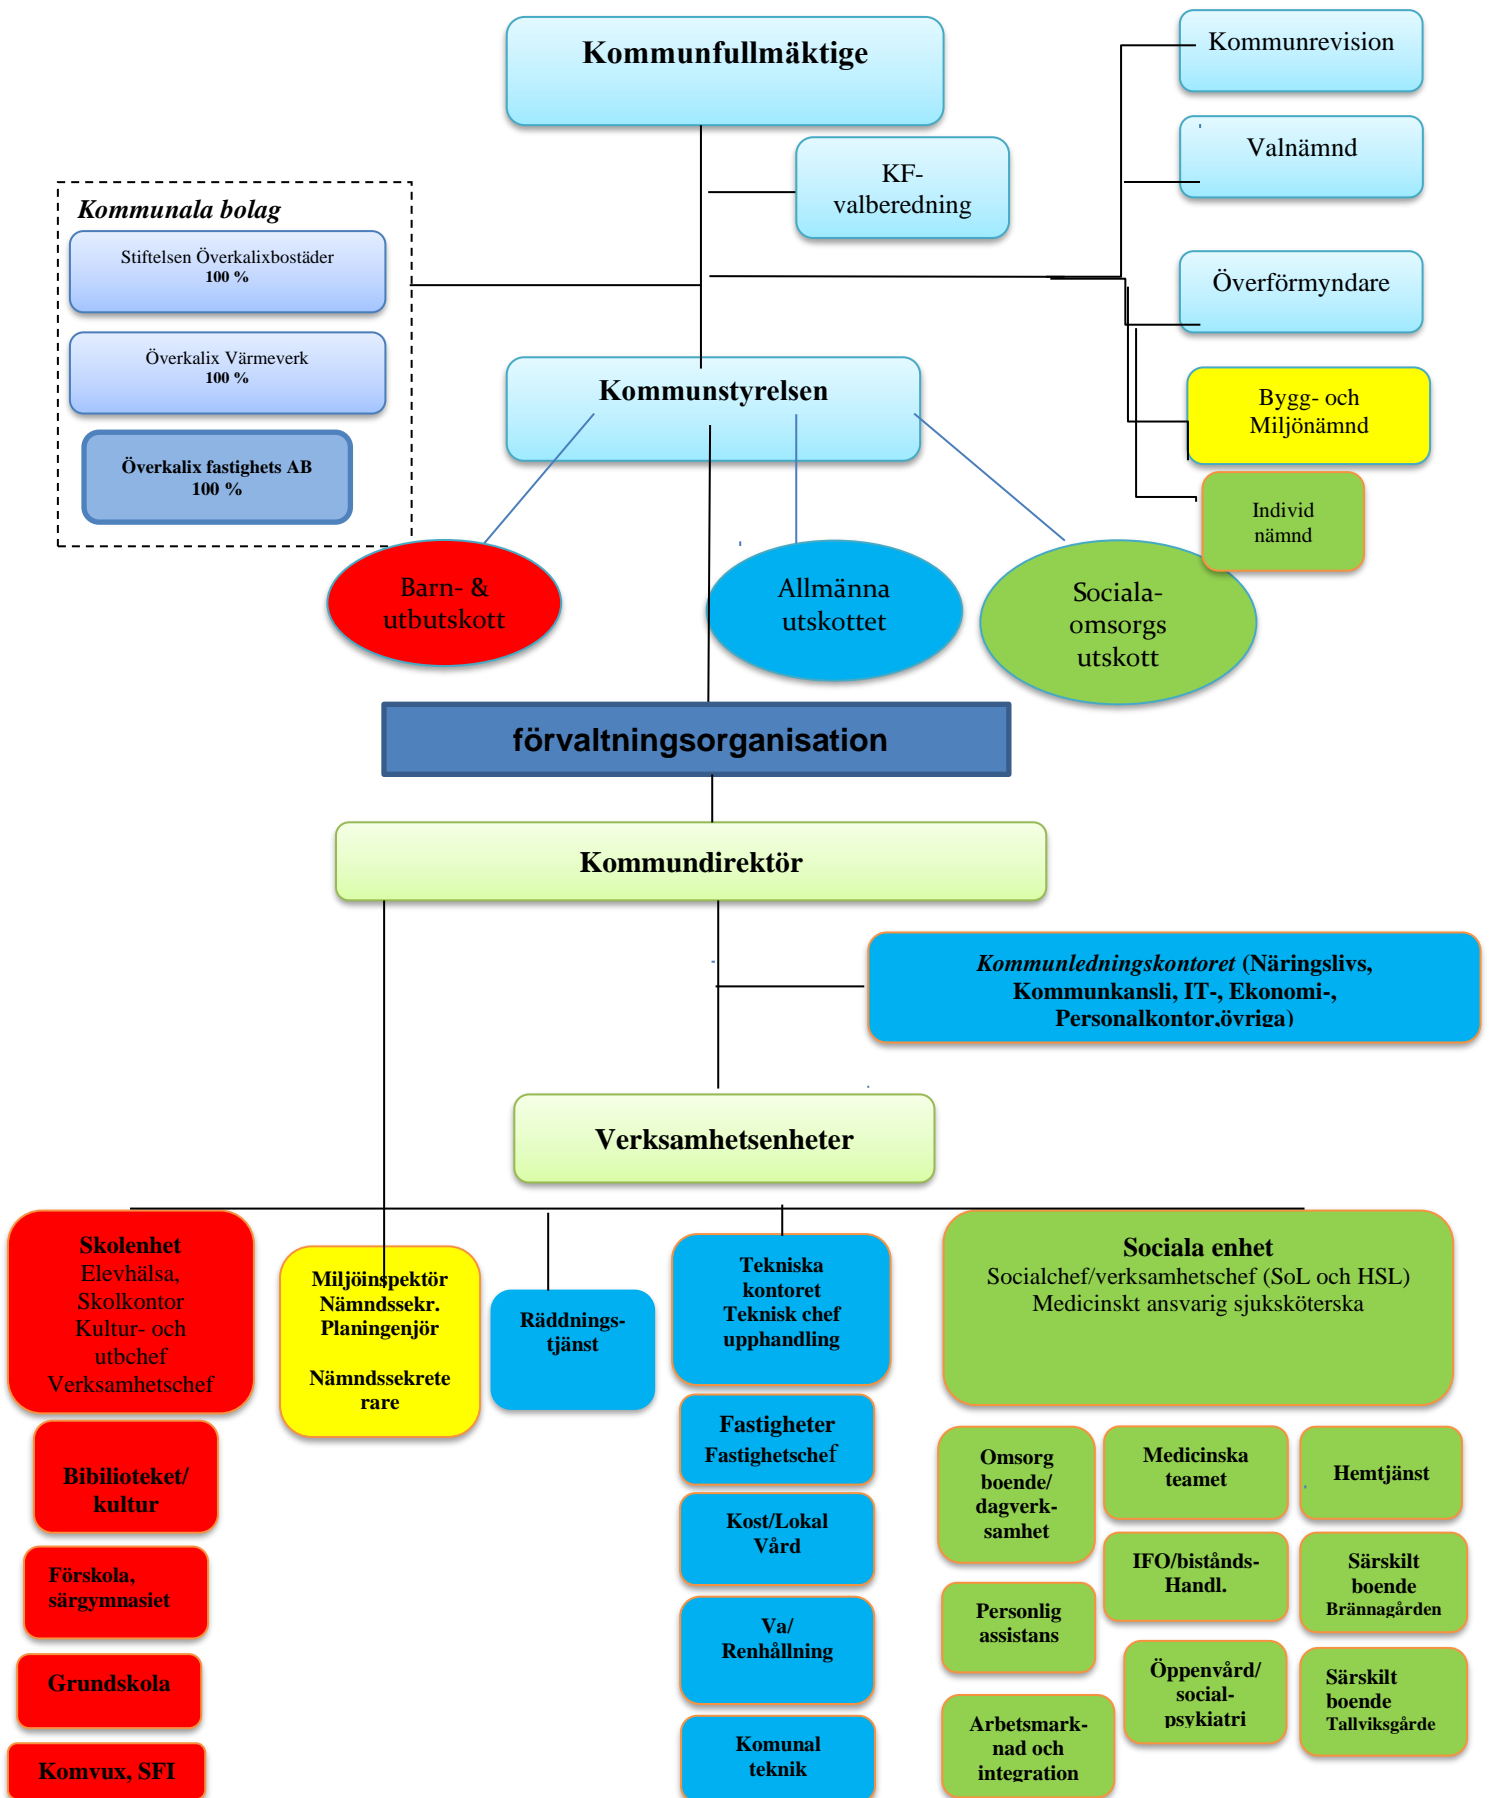 Kommunfullmäktige
Kommunrevision
KF-
valberedning
Valnämnd
Kommunala bolag
Stiftelsen Överkalixbostäder
100 %
Överkalix Värmeverk
100 %
Överkalix fastighets AB
100 %
Överförmyndare
Kommunstyrelsen
Bygg- och
Miljönämnd
Individ
nämnd
Barn- &
utbutskott
Allmänna
utskottet
Sociala-
omsorgs
utskott
förvaltningsorganisation
Kommundirektör
Kommunledningskontoret (Näringslivs,
Kommunkansli, IT-, Ekonomi-,
Personalkontor,övriga)
Verksamhetsenheter
Skolenhet
Elevhälsa,
Skolkontor
Kultur- och
utbchef
Verksamhetschef
Bibilioteket/
kultur
Förskola,
särgymnasiet
Grundskola
Komvux, SFI
Miljöinspektör
Nämndssekr.
Planingenjör
Nämndssekrete
rare
Räddnings-
tjänst
Tekniska
kontoret
Teknisk chef
upphandling
Fastigheter
Fastighetschef
Kost/Lokal
Vård
Va/
Renhållning
Komunal
teknik
Sociala enhet
Socialchef/verksamhetschef (SoL och HSL)
Medicinskt ansvarig sjuksköterska
Omsorg
boende/
dagverk-
samhet
Personlig
assistans
Arbetsmark-
nad och
integration
Medicinska
teamet
IFO/bistånds-
Handl.
Öppenvård/
social-
psykiatri
Hemtjänst
Särskilt
boende
Brännagården
Särskilt
boende
Tallviksgårde